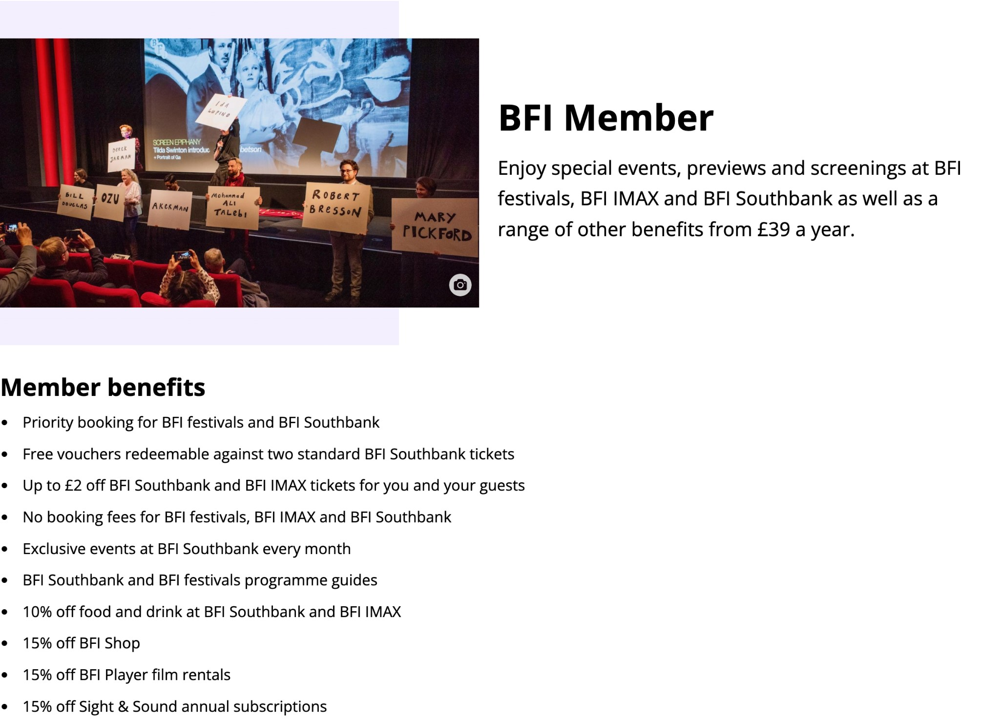 B
F
IdA
LUPINO
DEREK
JARMAN
SCREEN EPIPHANY
Tilda Swinton introduc betson
+ Portrait of Ga
BILL
DOUGLAS
OZU
AKERMAN
Mohammad
ALI
TALebI
ROBERT
BRESSON
MARY
PICKFORD
BFI Member
Enjoy special events, previews and screenings at BFI
festivals, BFI IMAX and BFI Southbank as well as a
range of other benefits from £39 a year.
Member benefits
• Priority booking for BFI festivals and BFI Southbank
• Free vouchers redeemable against two standard BFI Southbank tickets
• Up to £2 off BFI Southbank and BFI IMAX tickets for you and your guests
• No booking fees for BFI festivals, BFI IMAX and BFI Southbank
• Exclusive events at BFI Southbank every month
• BFI Southbank and BFI festivals programme guides
• 10% off food and drink at BFI Southbank and BFI IMAX
• 15% off BFI Shop
• 15% off BFI Player film rentals
• 15% off Sight & Sound annual subscriptions